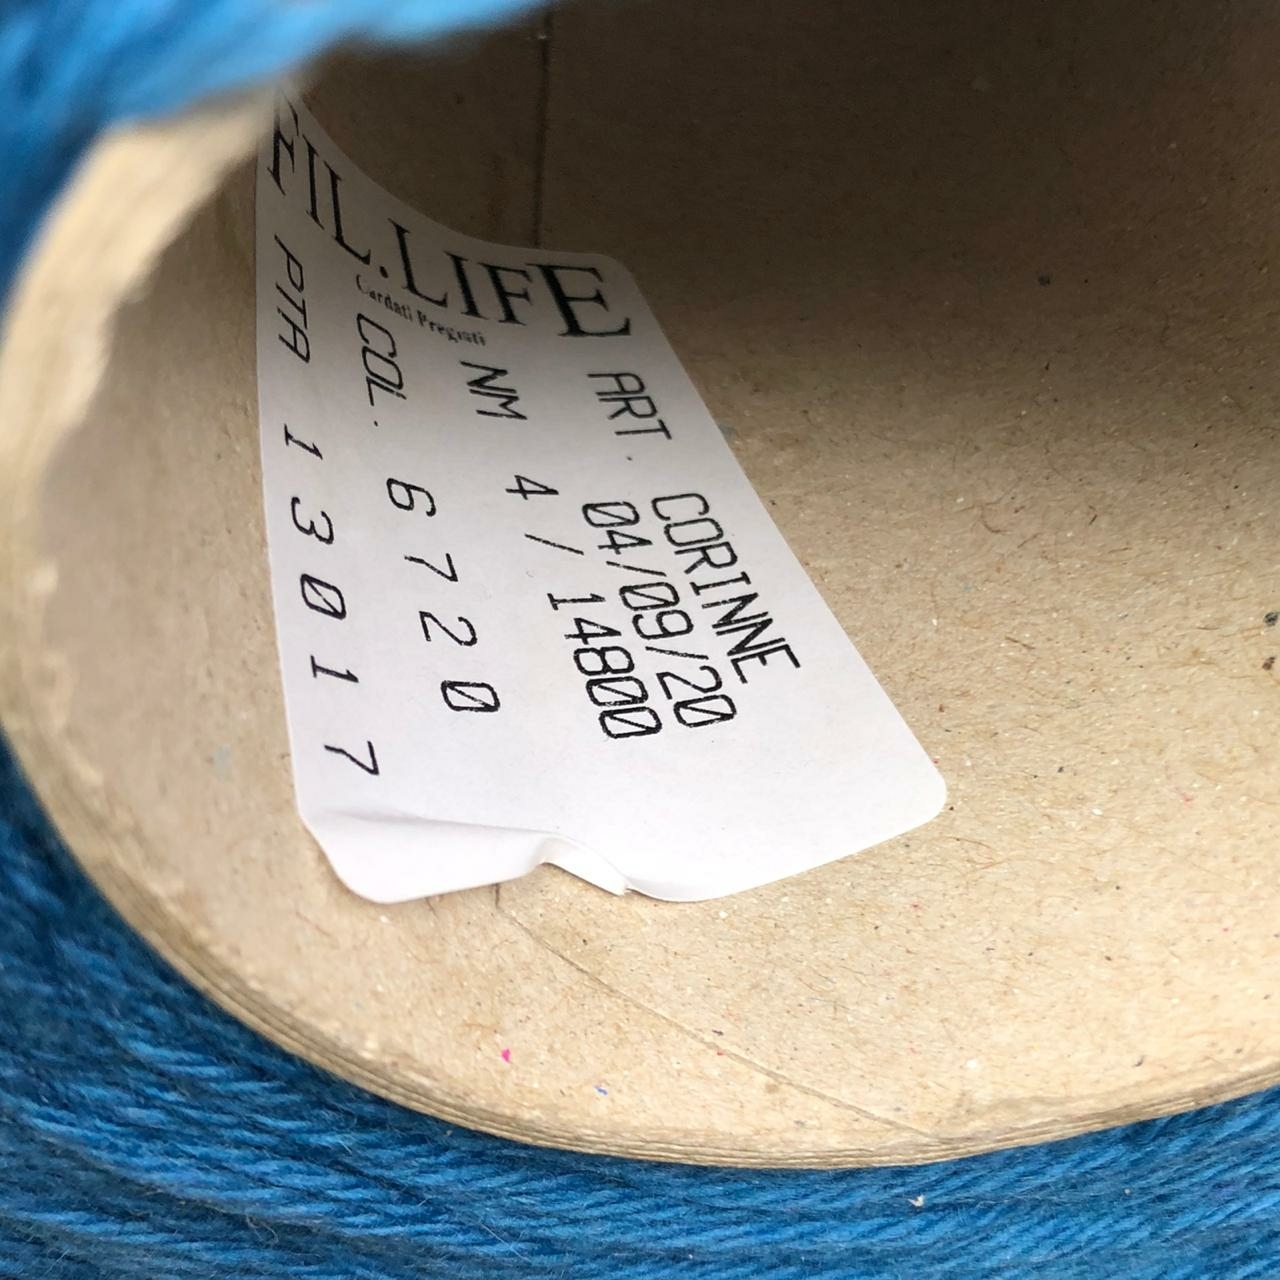 FIL.LIFE
Cardati Pregiati
ART. CORINNE
04/09/20
NM 4/14800
COL. 6720
PTA 13017